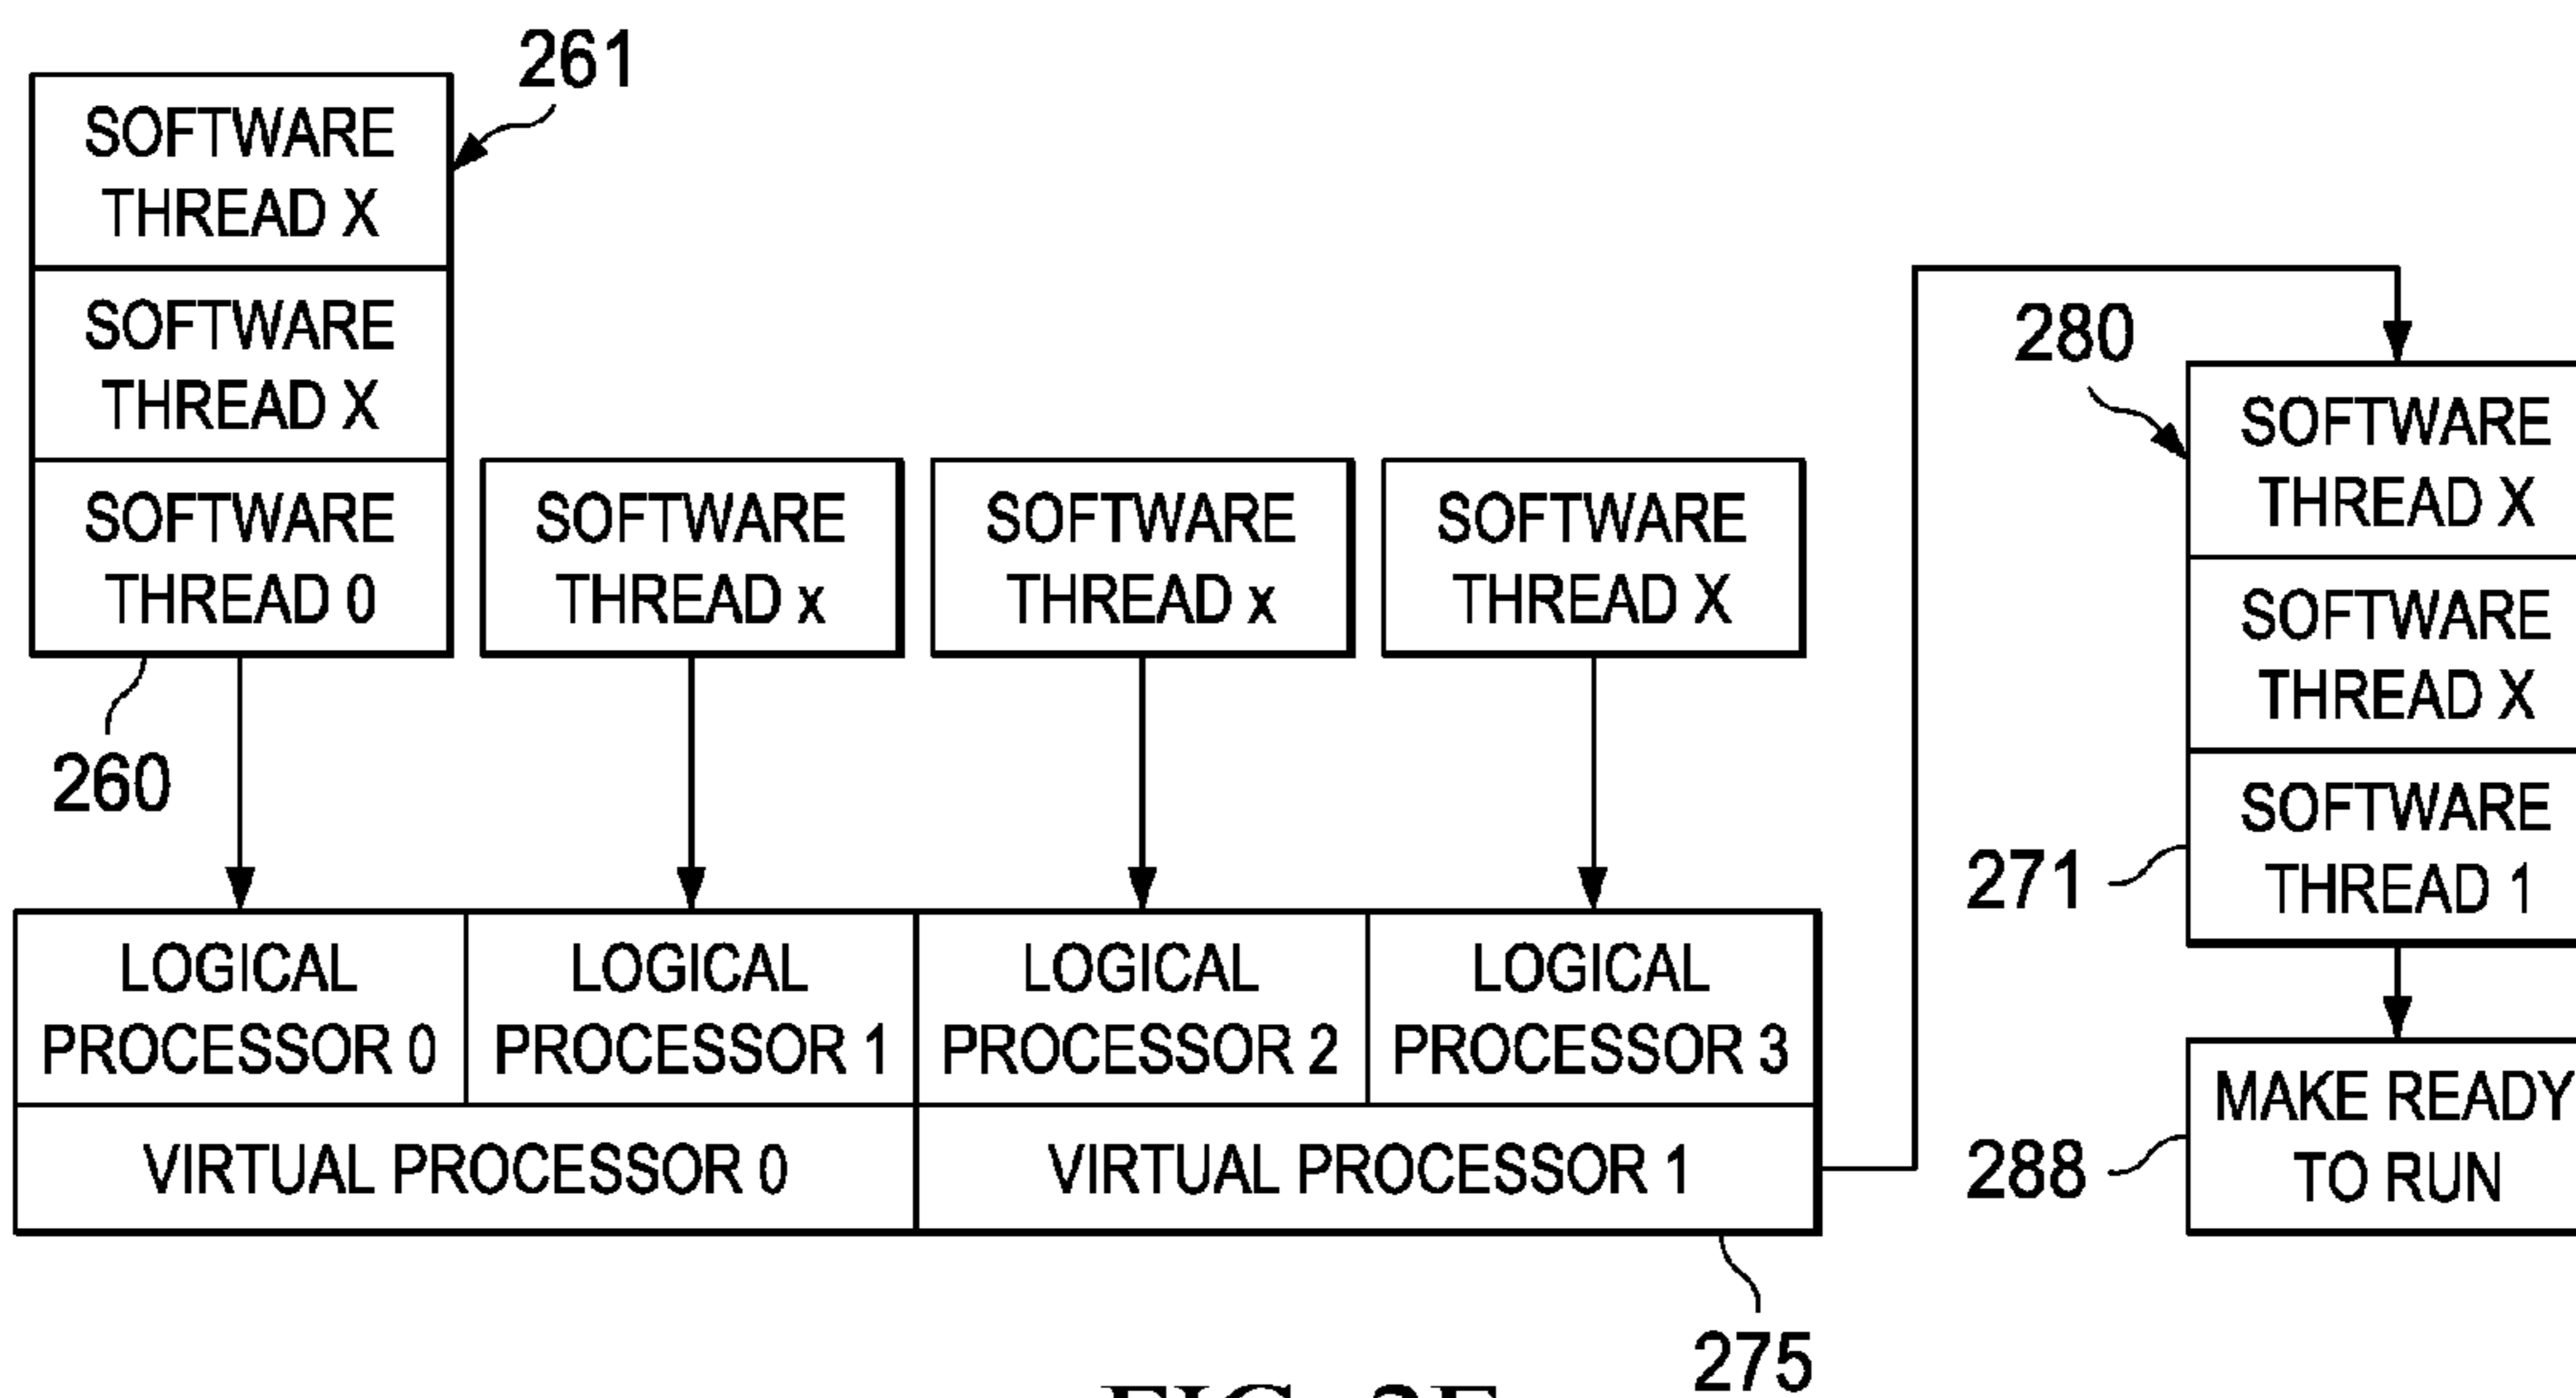 261
SOFTWARE
THREAD X
SOFTWARE
THREAD X
SOFTWARE
THREAD 0
260
SOFTWARE
THREAD x
SOFTWARE
THREAD x
SOFTWARE
THREAD X
LOGICAL
PROCESSOR 0
LOGICAL
PROCESSOR 1
LOGICAL
PROCESSOR 2
LOGICAL
PROCESSOR 3
VIRTUAL PROCESSOR 0
VIRTUAL PROCESSOR 1
275
280
SOFTWARE
THREAD X
SOFTWARE
THREAD X
SOFTWARE
THREAD 1
271
MAKE READY
TO RUN
288